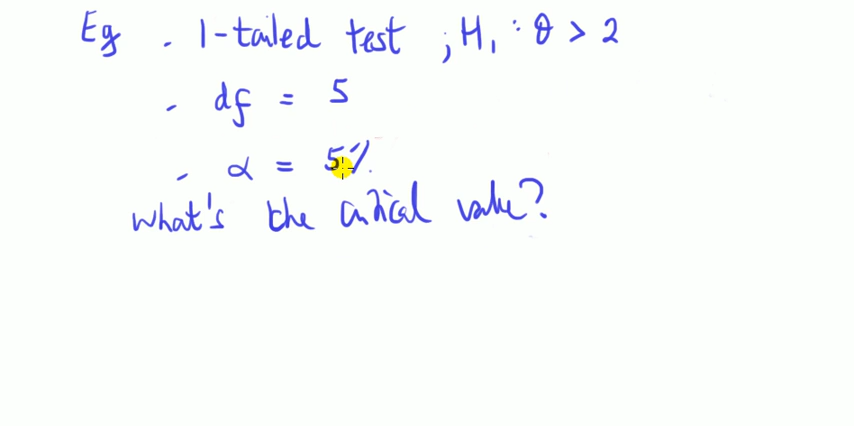 Eg - 1-tailed test ; H₁ : θ > 2
- df = 5
- α = 5%
what's the critical value?